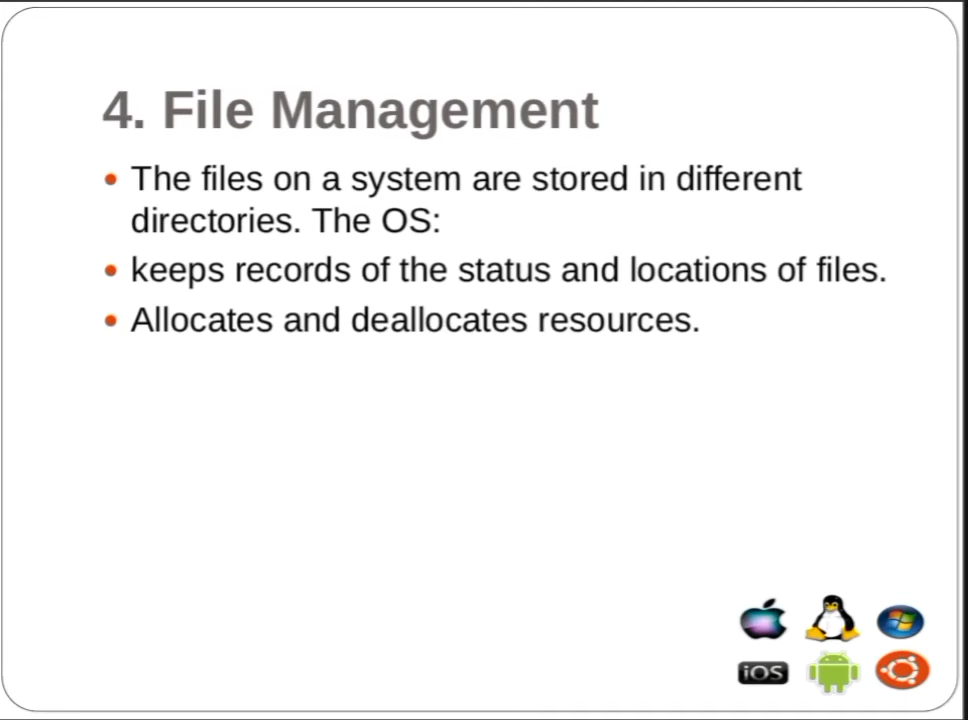 4. File Management
• The files on a system are stored in different
directories. The OS:
• keeps records of the status and locations of files.
• Allocates and deallocates resources.
iOS